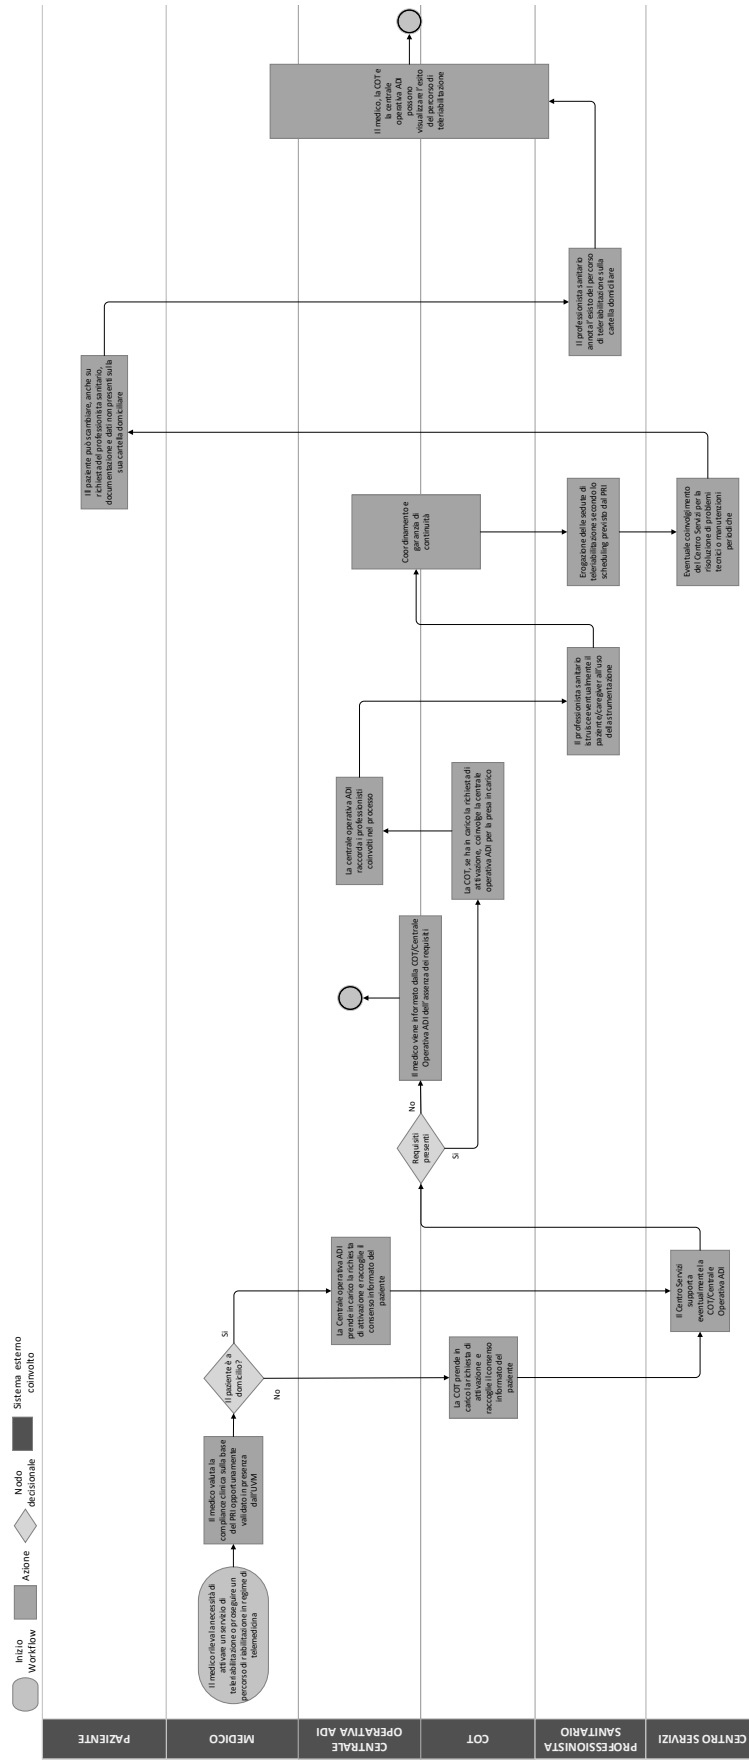 Inizio
Workflow
Azione
Nodo
decisionale
Sistema esterno
coinvolto
PAZIENTE
MEDICO
CENTRALE
OPERATIVA ADI
COT
PROFESSIONISTA
SANITARIO
CENTRO SERVIZI
Il medico rileva la necessità di
attivare un servizio di
teleriabilitazione o proseguire un
percorso di riabilitazione in regime di
telemedicina
Il medico valuta la
compliance clinica sulla base
del PRI opportunamente
validato in presenza
dall'UVM
Il paziente è a
domicilio?
Si
No
La Centrale operativa ADI
prende in carico la richiesta
di attivazione e raccoglie il
consenso informato del
paziente
La COT prende in
carico la richiesta di
attivazione e
raccoglie il consenso
informato del
paziente
Il Centro Servizi
supporta
eventualmente la
COT/Centrale
Operativa ADI
Requisiti
presenti
No
Si
Il medico viene informato dalla COT/Centrale
Operativa ADI dell'assenza dei requisiti
La COT, se ha in carico la richiesta di
attivazione, coinvolge la centrale
operativa ADI per la presa in carico
La centrale operativa ADI
raccorda i professionisti
coinvolti nel processo
Il professionista sanitario
istruisce eventualmente il
paziente/caregiver all'uso
della strumentazione
Coordinamento e
garanzia di
continuità
Erogazione delle sedute di
teleriabilitazione secondo lo
scheduling previsto dal PRI
Eventuale coinvolgimento
del Centro Servizi per la
risoluzione di problemi
tecnici o manutenzioni
periodiche
Il paziente può scambiare, anche su
richiesta del professionista sanitario,
documentazione e dati non presenti sulla
sua cartella domiciliare
Il professionista sanitario
annota l'esisto del percorso
di teleriabilitazione sulla
cartella domiciliare
Il medico, la COT e
la centrale
operativa ADI
possono
visualizzare l'esito
del percorso di
teleriabilitazione